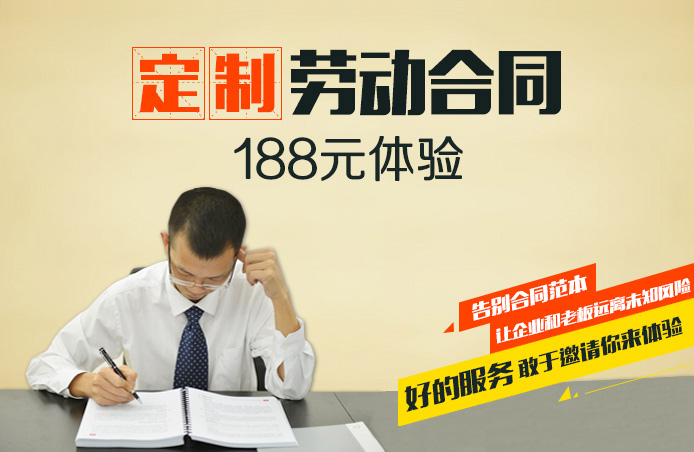 定制劳动合同
188元体验
告别合同范本
让企业和老板远离未知风险
好的服务 敢于邀请你来体验